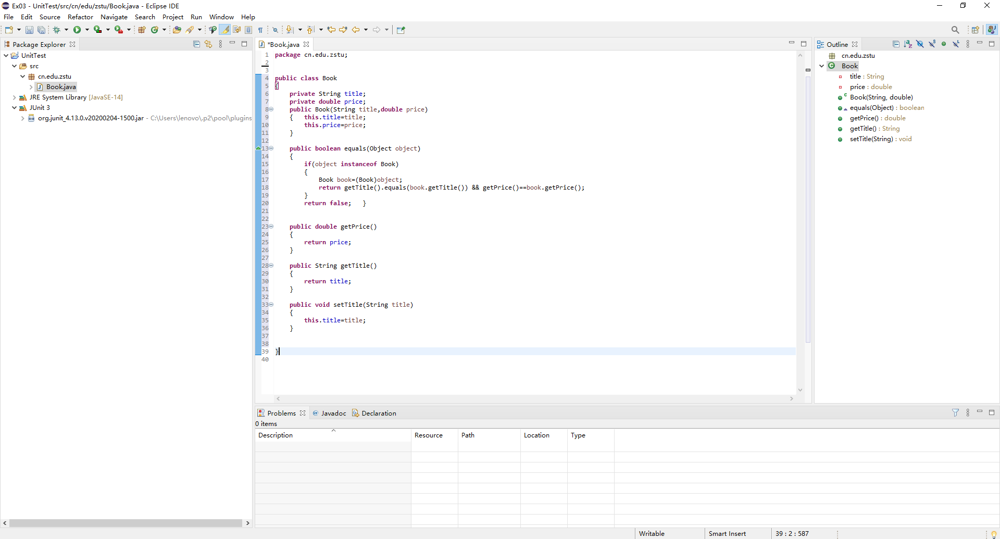 Ex03 - UnitTest/src/cn/edu/zstu/Book.java - Eclipse IDE
File Edit Source Refactor Navigate Search Project Run Window Help
Package Explorer
UnitTest
src
cn.edu.zstu
Book.java
JRE System Library [JavaSE-14]
JUnit 3
org.junit_4.13.0.v20200204-1500.jar - C:\Users\lenovo\.p2\pool\plugins
*Book.java
1 package cn.edu.zstu;
2
3
4 public class Book
5 {
6 private String title;
7 private double price;
8 public Book(String title,double price)
9 { this.title=title;
10 this.price=price;
11 }
12
13 public boolean equals(Object object)
14 {
15 if(object instanceof Book)
16 {
17 Book book=(Book)object;
18 return getTitle().equals(book.getTitle()) && getPrice()==book.getPrice();
19 }
20 return false; }
21
22
23 public double getPrice()
24 {
25 return price;
26 }
27
28 public String getTitle()
29 {
30 return title;
31 }
32
33 public void setTitle(String title)
34 {
35 this.title=title;
36 }
37
38
39 }
40
Outline
cn.edu.zstu
Book
title : String
price : double
Book(String, double)
equals(Object) : boolean
getPrice() : double
getTitle() : String
setTitle(String) : void
Problems @ Javadoc Declaration
0 items
Description Resource Path Location Type
Writable Smart Insert 39 : 2 : 587